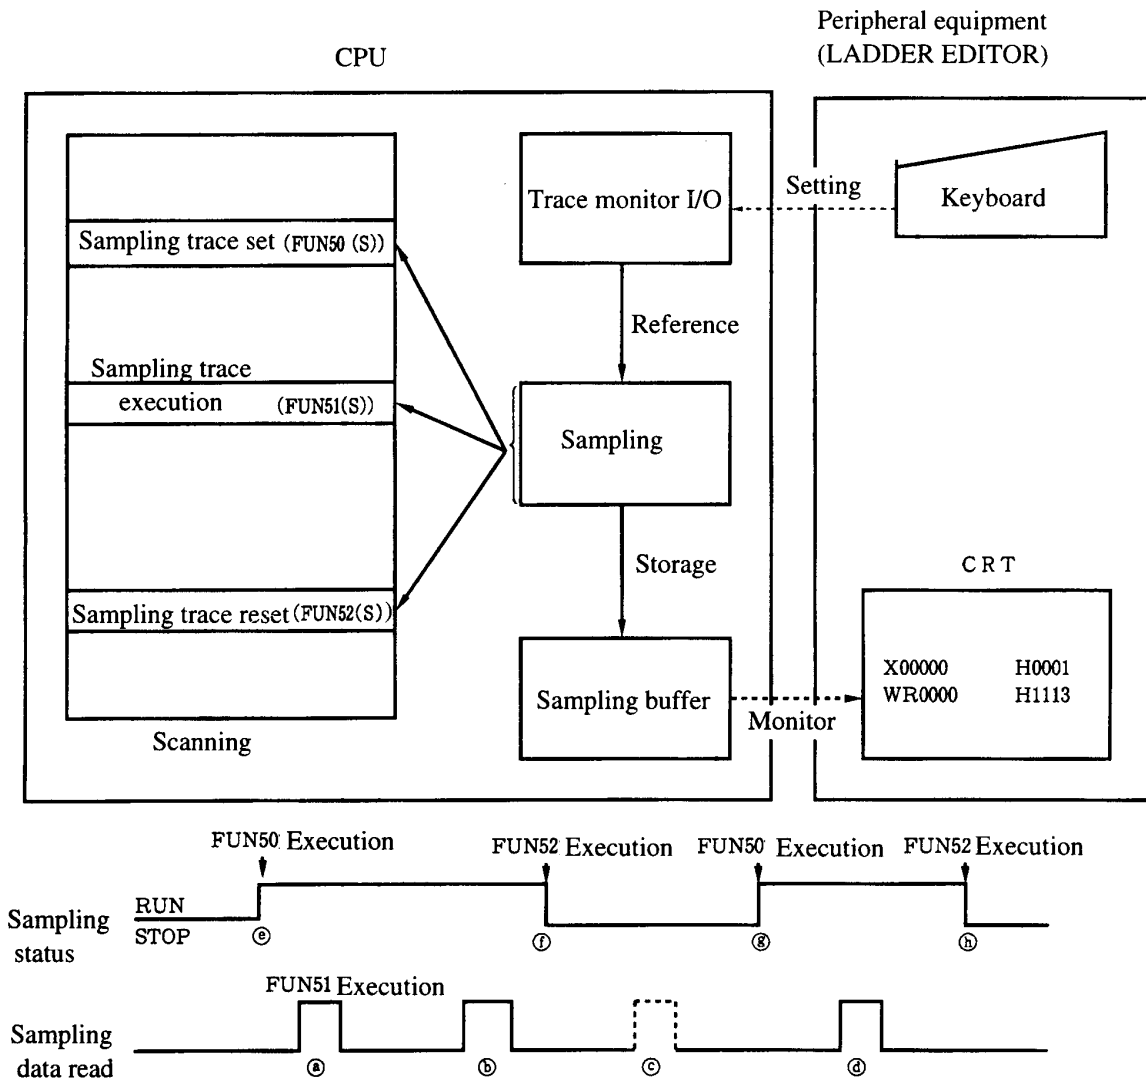 Peripheral equipment
(LADDER EDITOR)
CPU
Trace monitor I/O
Setting
Keyboard
Sampling trace set (FUN50 (S))
Reference
Sampling trace
execution (FUN51(S))
Sampling
Storage
CRT
Sampling trace reset (FUN52(S))
X00000 H0001
WR0000 H1113
Sampling buffer
Monitor
Scanning
FUN50 Execution FUN52 Execution FUN50 Execution FUN52 Execution
RUN
STOP
Sampling
status
ⓔ ⓕ ⓖ ⓗ
FUN51 Execution
Sampling
data read
ⓐ ⓑ ⓒ ⓓ